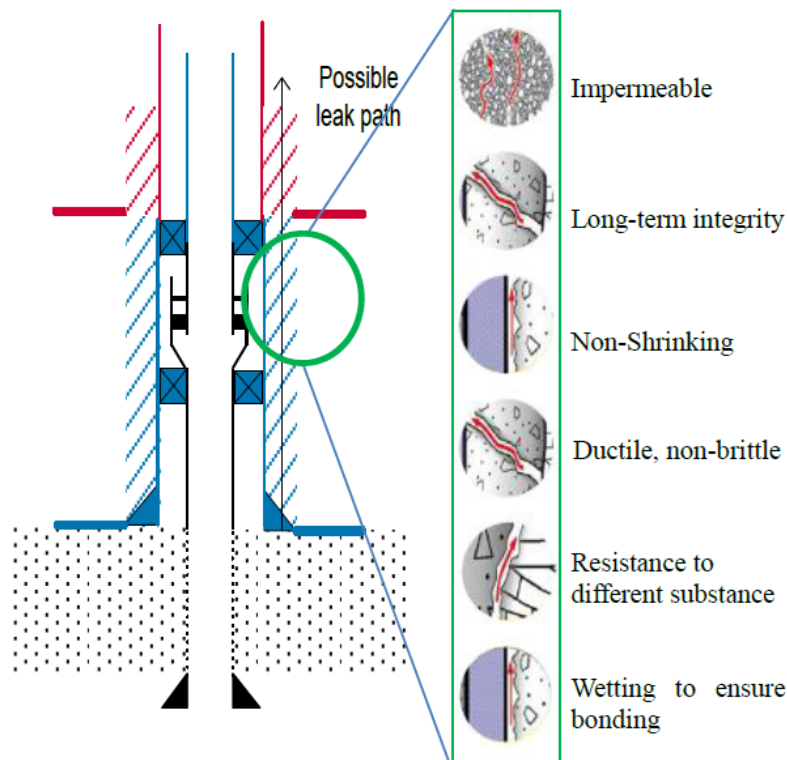 Possible
leak path
Impermeable
Long-term integrity
Non-Shrinking
Ductile, non-brittle
Resistance to
different substance
Wetting to ensure
bonding